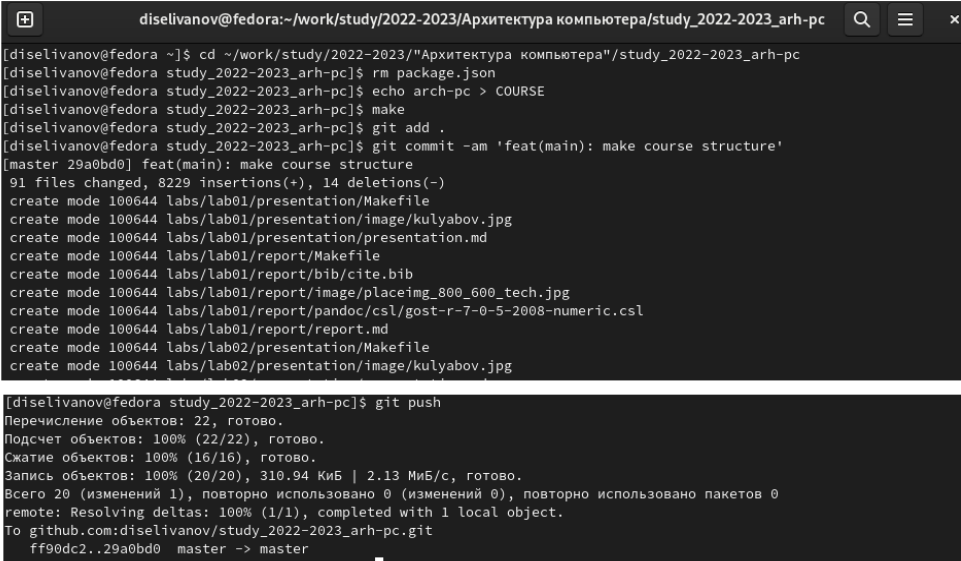 diselivanov@fedora:~/work/study/2022-2023/Архитектура компьютера/study_2022-2023_arh-pc
[diselivanov@fedora ~]$ cd ~/work/study/2022-2023/"Архитектура компьютера"/study_2022-2023_arh-pc
[diselivanov@fedora study_2022-2023_arh-pc]$ rm package.json
[diselivanov@fedora study_2022-2023_arh-pc]$ echo arch-pc > COURSE
[diselivanov@fedora study_2022-2023_arh-pc]$ make
[diselivanov@fedora study_2022-2023_arh-pc]$ git add .
[diselivanov@fedora study_2022-2023_arh-pc]$ git commit -am 'feat(main): make course structure'
[master 29a0bd0] feat(main): make course structure
91 files changed, 8229 insertions(+), 14 deletions(-)
create mode 100644 labs/lab01/presentation/Makefile
create mode 100644 labs/lab01/presentation/image/kulyabov.jpg
create mode 100644 labs/lab01/presentation/presentation.md
create mode 100644 labs/lab01/report/Makefile
create mode 100644 labs/lab01/report/bib/cite.bib
create mode 100644 labs/lab01/report/image/placeimg_800_600_tech.jpg
create mode 100644 labs/lab01/report/pandoc/csl/gost-r-7-0-5-2008-numeric.csl
create mode 100644 labs/lab01/report/report.md
create mode 100644 labs/lab02/presentation/Makefile
create mode 100644 labs/lab02/presentation/image/kulyabov.jpg
[diselivanov@fedora study_2022-2023_arh-pc]$ git push
Перечисление объектов: 22, готово.
Подсчет объектов: 100% (22/22), готово.
Сжатие объектов: 100% (16/16), готово.
Запись объектов: 100% (20/20), 310.94 КиБ | 2.13 МиБ/с, готово.
Всего 20 (изменений 1), повторно использовано 0 (изменений 0), повторно использовано пакетов 0
remote: Resolving deltas: 100% (1/1), completed with 1 local object.
To github.com:diselivanov/study_2022-2023_arh-pc.git
ff90dc2..29a0bd0 master -> master